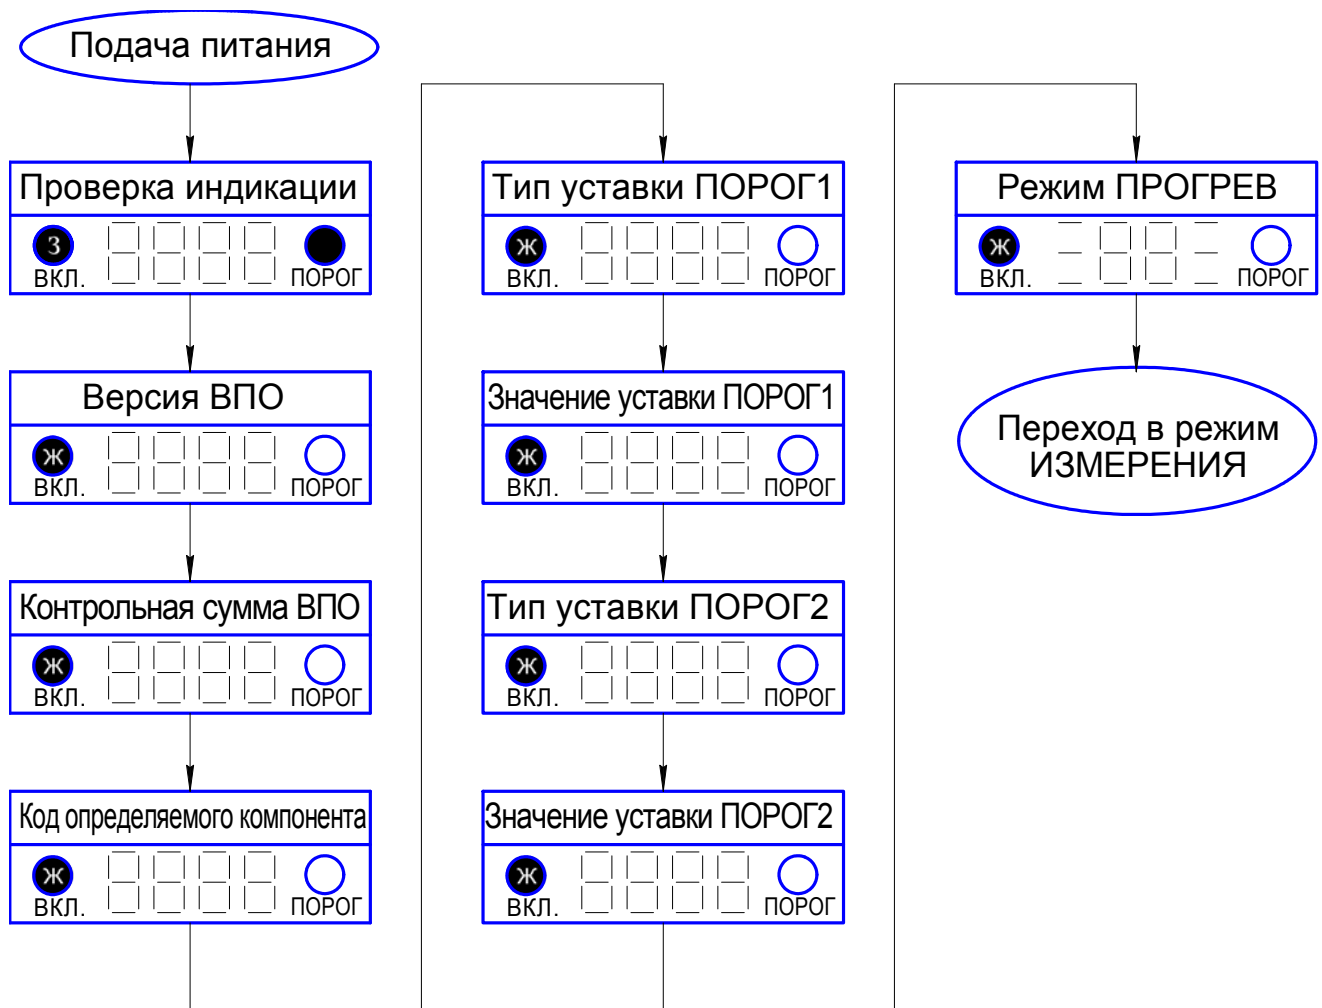 Подача питания
Проверка индикации
З
ВКЛ.
ПОРОГ
Версия ВПО
Ж
ВКЛ.
ПОРОГ
Контрольная сумма ВПО
Ж
ВКЛ.
ПОРОГ
Код определяемого компонента
Ж
ВКЛ.
ПОРОГ
Тип уставки ПОРОГ1
Ж
ВКЛ.
ПОРОГ
Значение уставки ПОРОГ1
Ж
ВКЛ.
ПОРОГ
Тип уставки ПОРОГ2
Ж
ВКЛ.
ПОРОГ
Значение уставки ПОРОГ2
Ж
ВКЛ.
ПОРОГ
Режим ПРОГРЕВ
Ж
ВКЛ.
ПОРОГ
Переход в режим
ИЗМЕРЕНИЯ